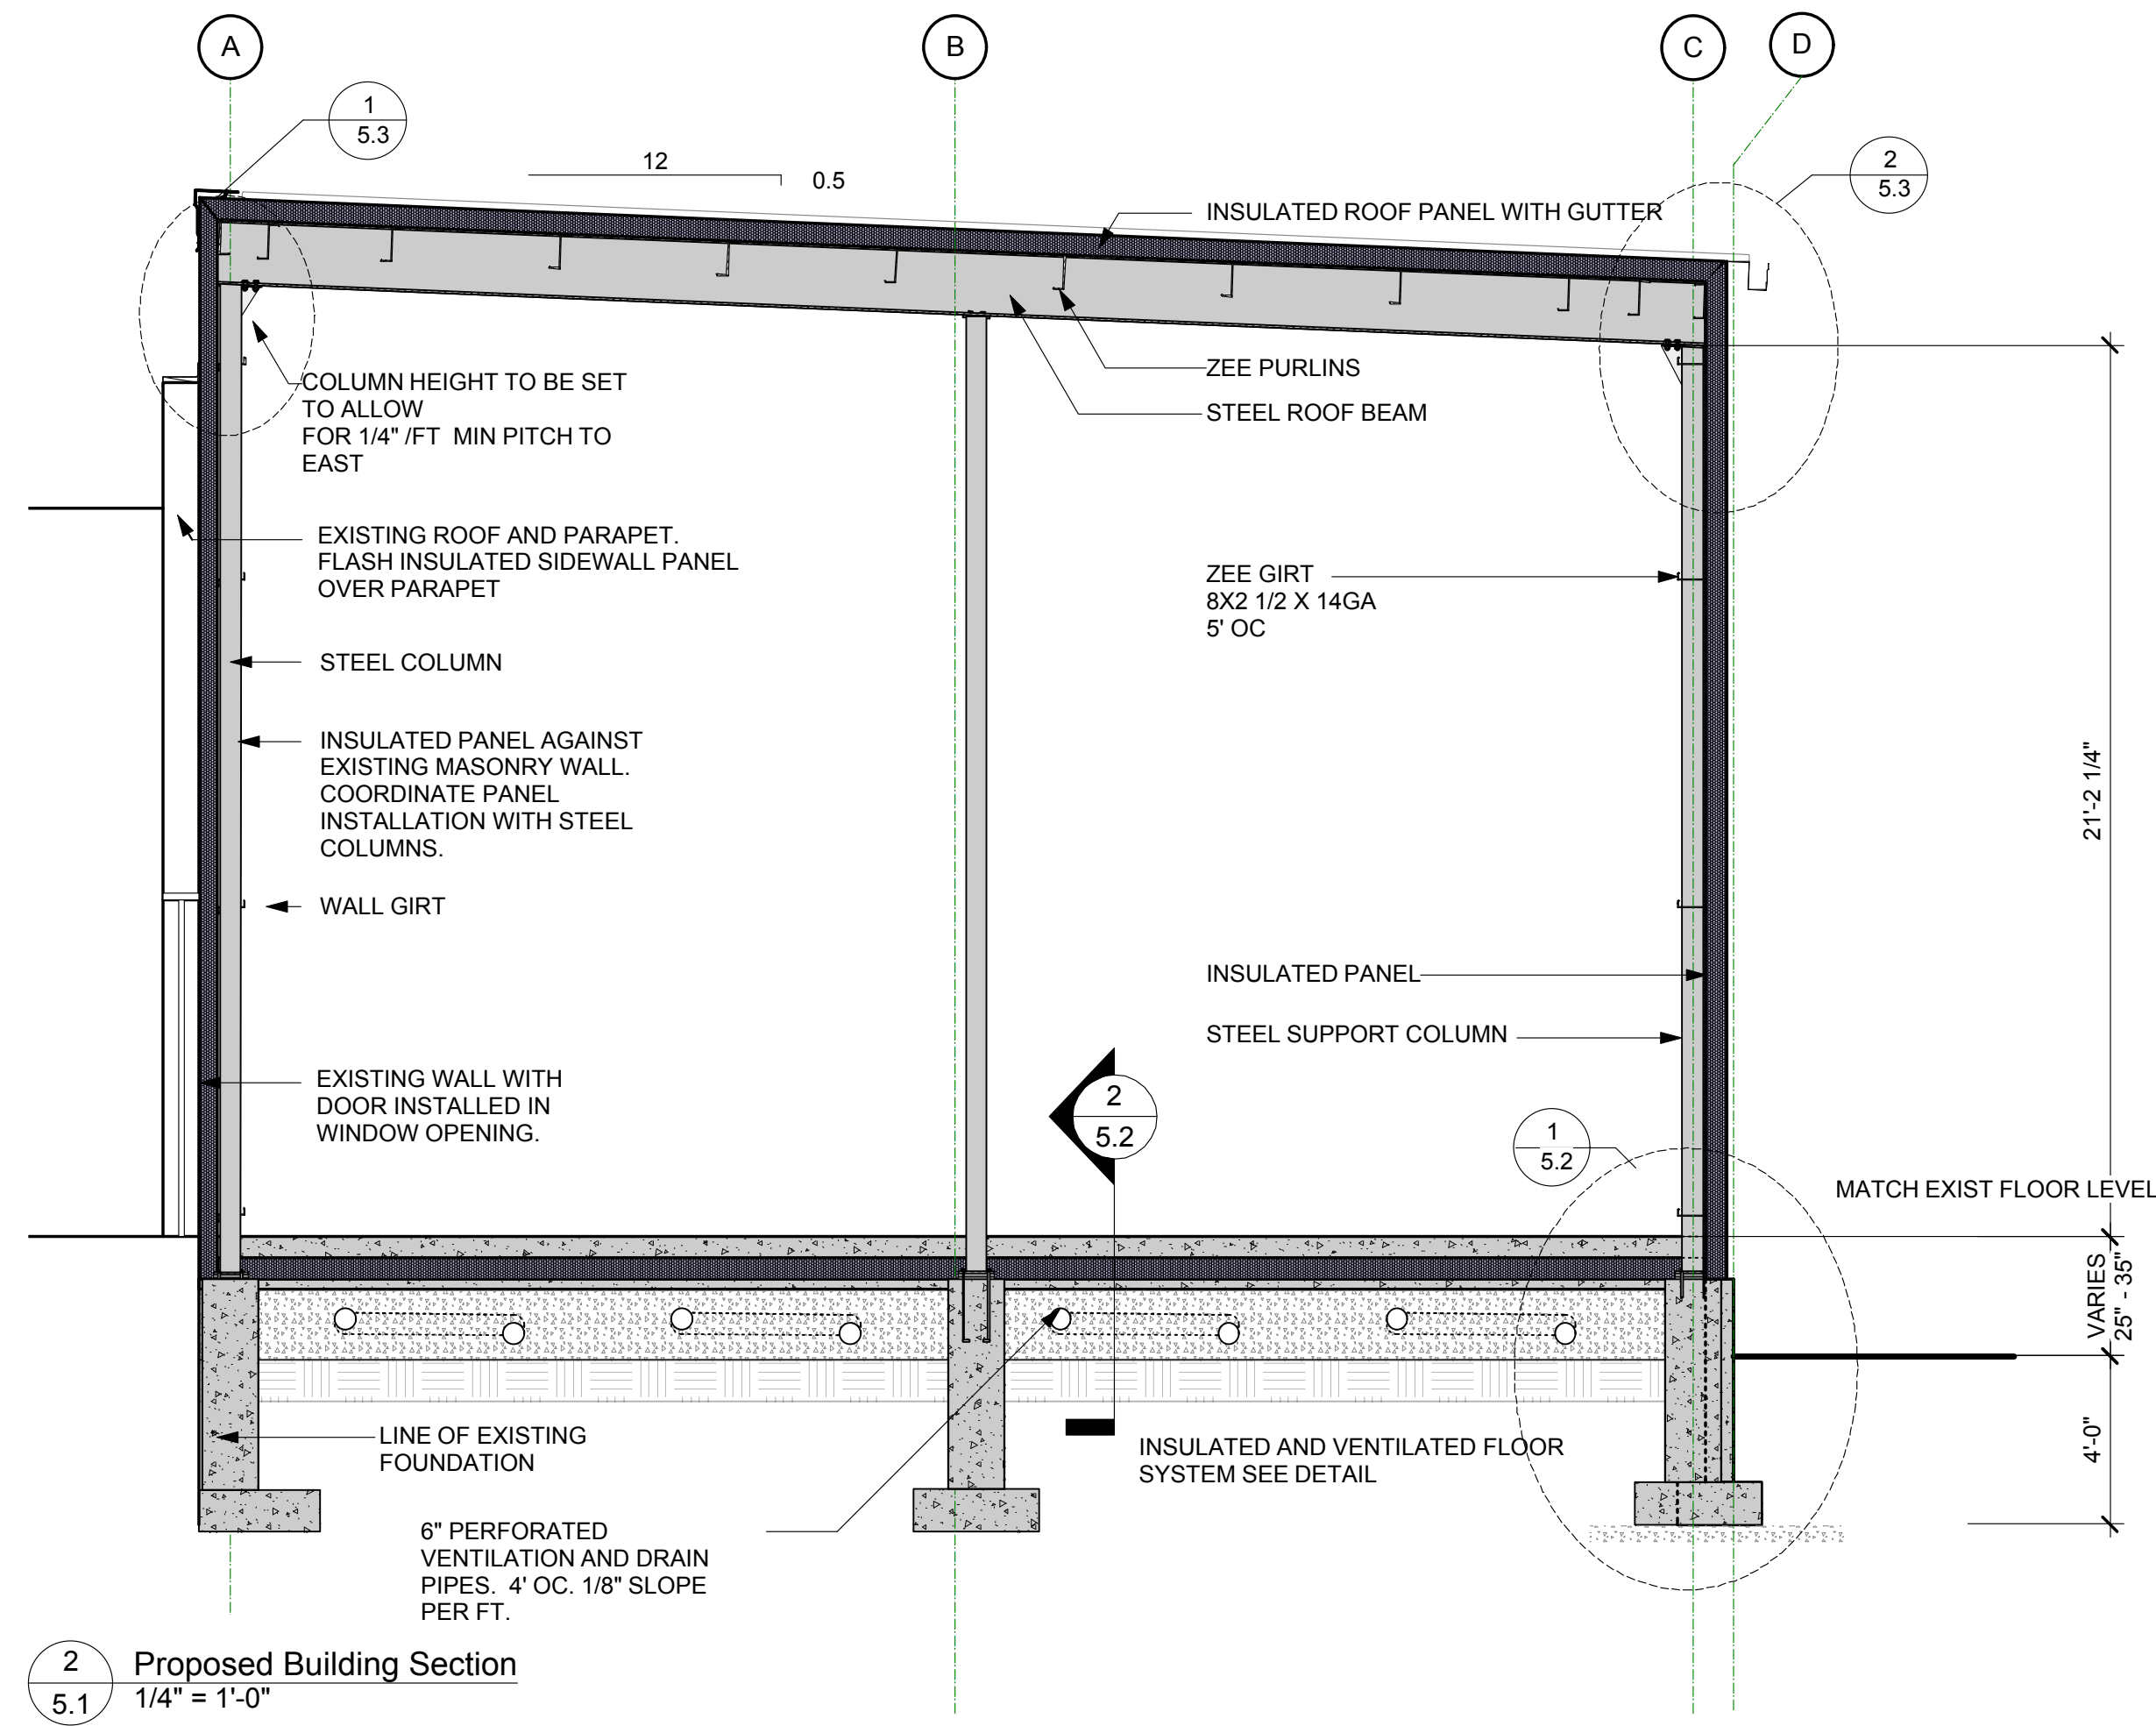 A
B
C
D
1
5.3
12
0.5
2
5.3
INSULATED ROOF PANEL WITH GUTTER
COLUMN HEIGHT TO BE SET
TO ALLOW
FOR 1/4" /FT  MIN PITCH TO
EAST
ZEE PURLINS
STEEL ROOF BEAM
EXISTING ROOF AND PARAPET.
FLASH INSULATED SIDEWALL PANEL
OVER PARAPET
ZEE GIRT
8X2 1/2 X 14GA
5' OC
STEEL COLUMN
INSULATED PANEL AGAINST
EXISTING MASONRY WALL.
COORDINATE PANEL
INSTALLATION WITH STEEL
COLUMNS.
21'-2 1/4"
WALL GIRT
INSULATED PANEL
STEEL SUPPORT COLUMN
EXISTING WALL WITH
DOOR INSTALLED IN
WINDOW OPENING.
2
5.2
1
5.2
MATCH EXIST FLOOR LEVEL
VARIES
25" - 35"
4'-0"
LINE OF EXISTING
FOUNDATION
INSULATED AND VENTILATED FLOOR
SYSTEM SEE DETAIL
6" PERFORATED
VENTILATION AND DRAIN
PIPES.  4' OC. 1/8" SLOPE
PER FT.
2
5.1
Proposed Building Section
1/4" = 1'-0"